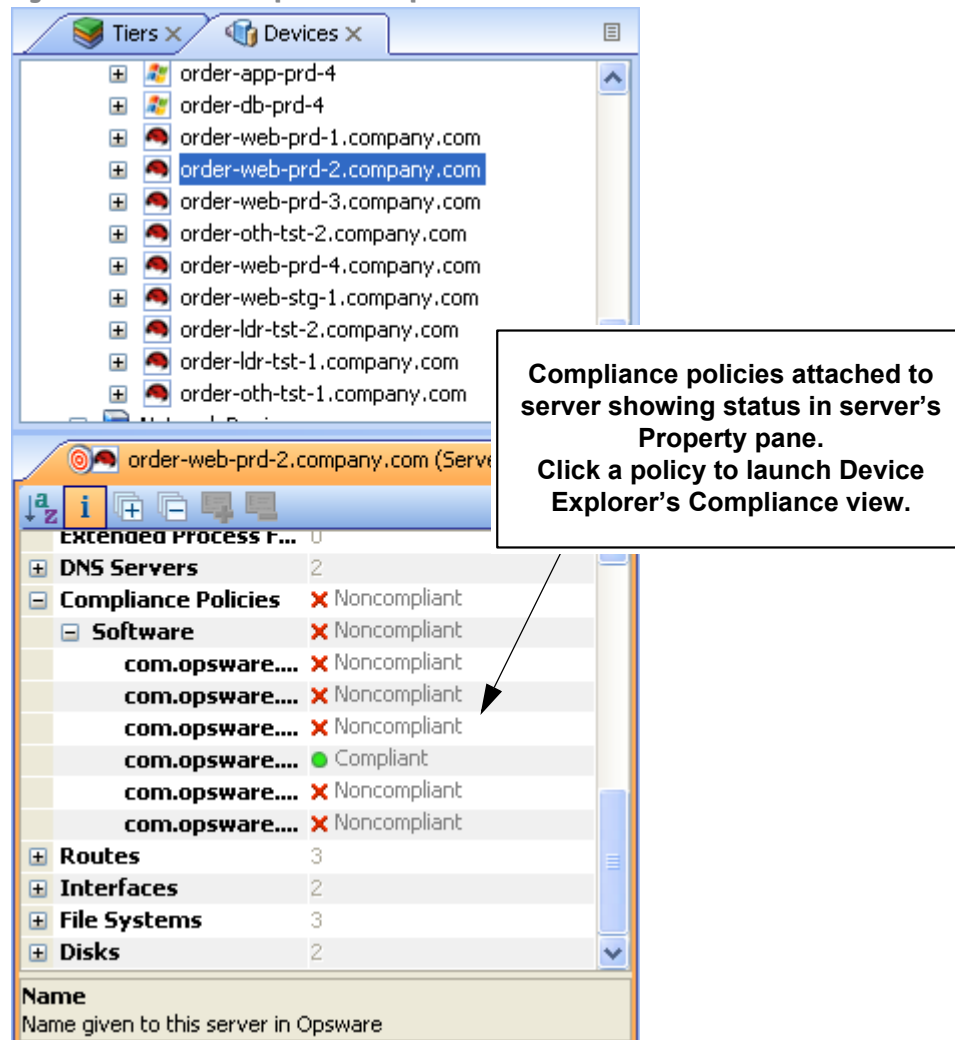 Tiers
Devices
order-app-prd-4
order-db-prd-4
order-web-prd-1.company.com
order-web-prd-2.company.com
order-web-prd-3.company.com
order-oth-tst-2.company.com
order-web-prd-4.company.com
order-web-stg-1.company.com
order-ldr-tst-2.company.com
order-ldr-tst-1.company.com
order-oth-tst-1.company.com
Compliance policies attached to
server showing status in server's
Property pane.
Click a policy to launch Device
Explorer's Compliance view.
order-web-prd-2.company.com (Serve
Extended Process F... 0
DNS Servers 2
Compliance Policies Noncompliant
Software Noncompliant
com.opsware.... Noncompliant
com.opsware.... Noncompliant
com.opsware.... Noncompliant
com.opsware.... Compliant
com.opsware.... Noncompliant
com.opsware.... Noncompliant
Routes 3
Interfaces 2
File Systems 3
Disks 2
Name
Name given to this server in Opsware